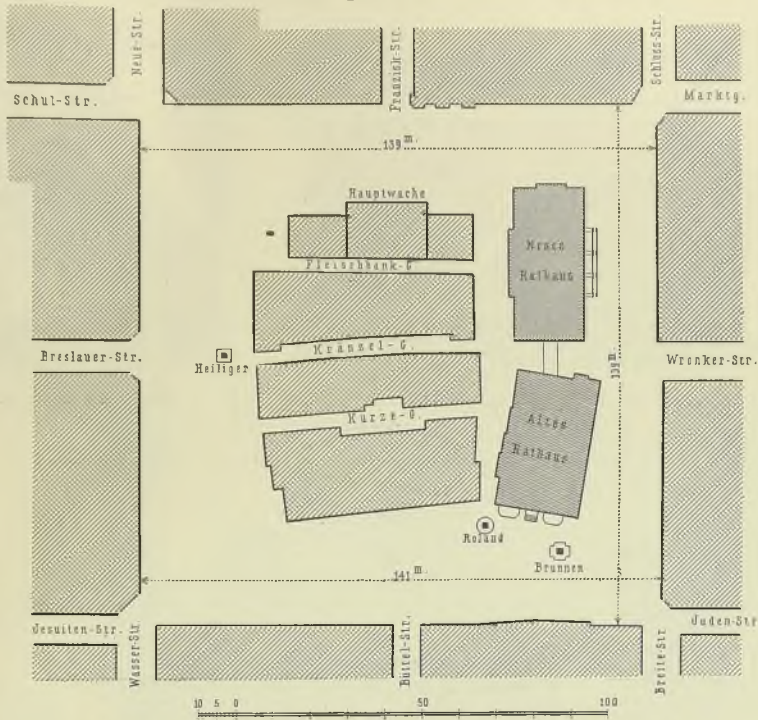 Neue-Str.
Franzisk-Str.
Schloss-Str.
Schul-Str.
Marktg.
139 m.
Hauptwache
Neues
Rathaus
Fleischbank-G.
Kränzel-G.
Breslauer-Str.
Heiliger
139 m.
Wronker-Str.
Kurze-G.
Altes
Rathaus
Roland
Brunnen
141 m.
Jesuiten-Str.
Wasser-Str.
Büttel-Str.
Breite-Str
Juden-Str
10 5 0 50 100